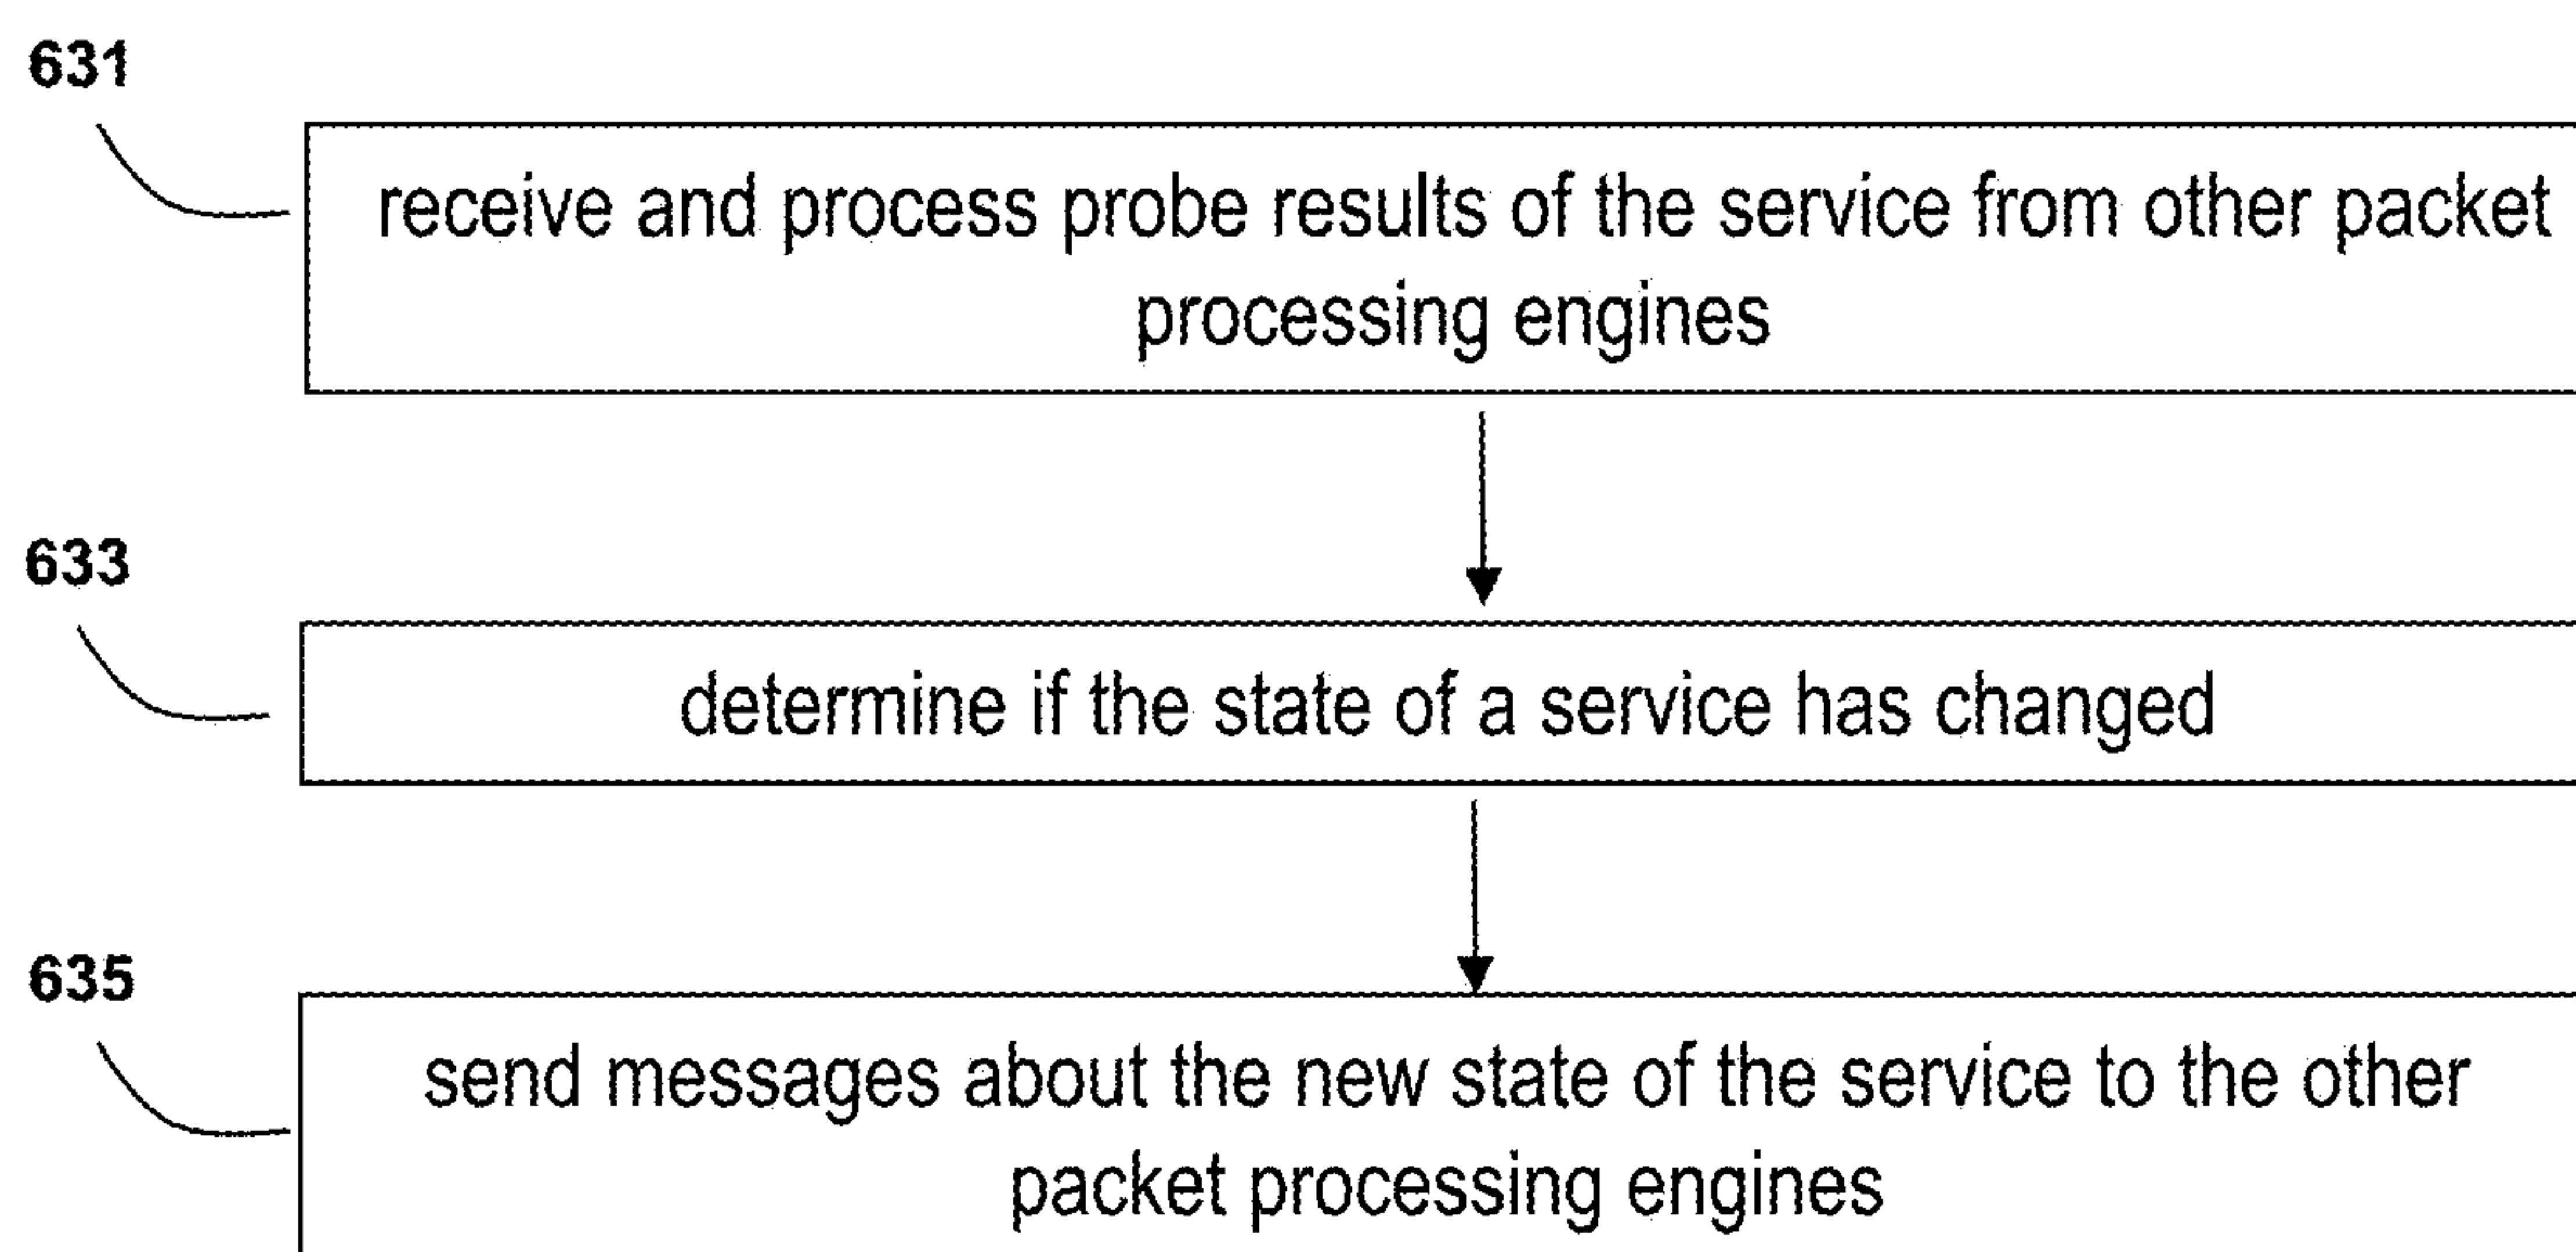 631
receive and process probe results of the service from other packet
processing engines
633
determine if the state of a service has changed
635
send messages about the new state of the service to the other
packet processing engines